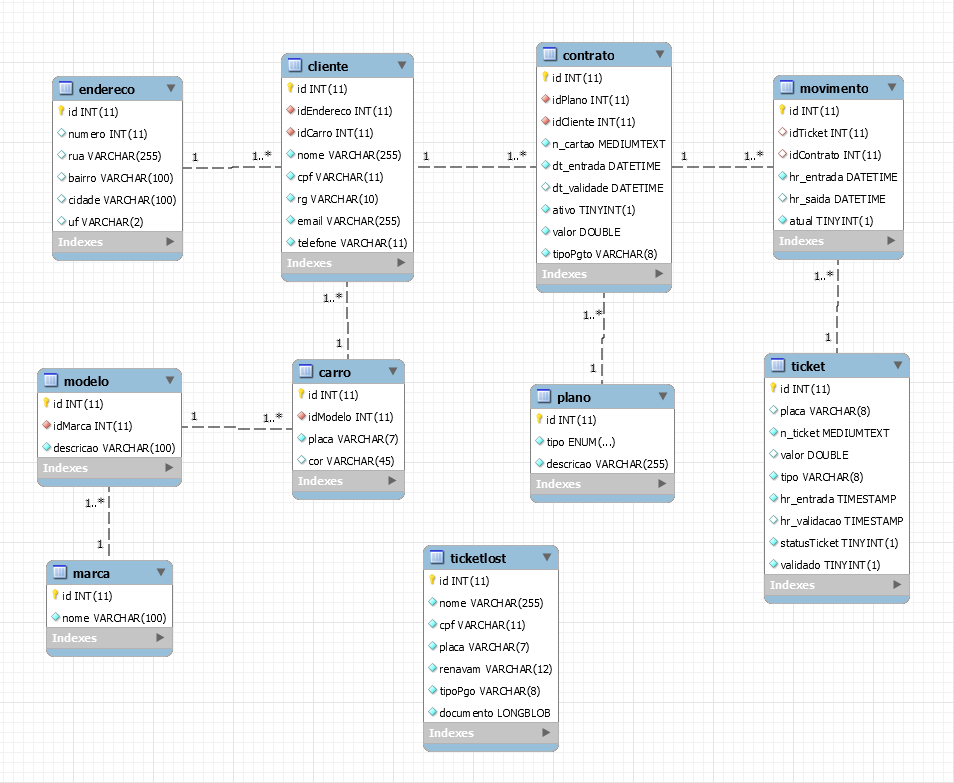 endereco
id INT(11)
numero INT(11)
rua VARCHAR(255)
bairro VARCHAR(100)
cidade VARCHAR(100)
uf VARCHAR(2)
Indexes
1
1..*
cliente
id INT(11)
idEndereco INT(11)
idCarro INT(11)
nome VARCHAR(255)
cpf VARCHAR(11)
rg VARCHAR(10)
email VARCHAR(255)
telefone VARCHAR(11)
Indexes
1
1..*
contrato
id INT(11)
idPlano INT(11)
idCliente INT(11)
n_cartao MEDIUMTEXT
dt_entrada DATETIME
dt_validade DATETIME
ativo TINYINT(1)
valor DOUBLE
tipoPgto VARCHAR(8)
Indexes
1
1..*
movimento
id INT(11)
idTicket INT(11)
idContrato INT(11)
hr_entrada DATETIME
hr_saida DATETIME
atual TINYINT(1)
Indexes
1..*
1
1..*
1
1..*
1
modelo
id INT(11)
idMarca INT(11)
descricao VARCHAR(100)
Indexes
1
1..*
carro
id INT(11)
idModelo INT(11)
placa VARCHAR(7)
cor VARCHAR(45)
Indexes
plano
id INT(11)
tipo ENUM(...)
descricao VARCHAR(255)
Indexes
ticket
id INT(11)
placa VARCHAR(8)
n_ticket MEDIUMTEXT
valor DOUBLE
tipo VARCHAR(8)
hr_entrada TIMESTAMP
hr_validacao TIMESTAMP
statusTicket TINYINT(1)
validado TINYINT(1)
Indexes
1..*
1
marca
id INT(11)
nome VARCHAR(100)
Indexes
ticketlost
id INT(11)
nome VARCHAR(255)
cpf VARCHAR(11)
placa VARCHAR(7)
renavam VARCHAR(12)
tipoPgo VARCHAR(8)
documento LONGBLOB
Indexes